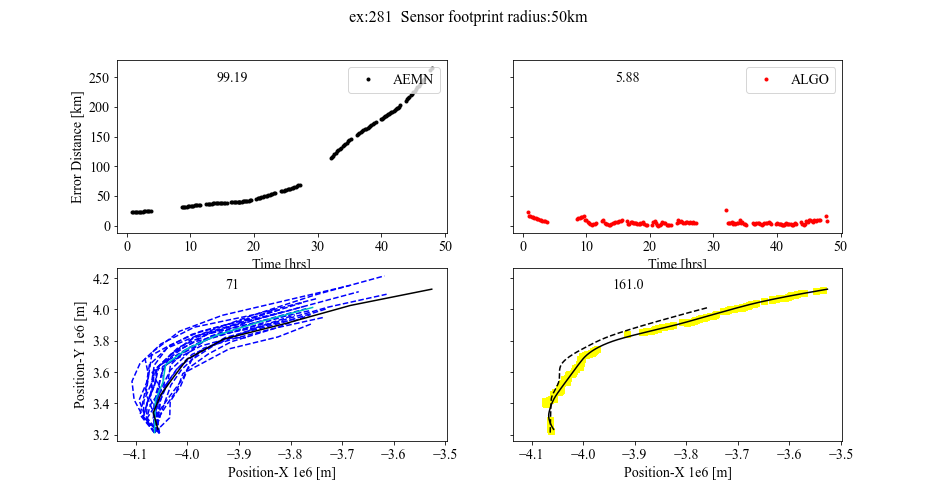 ex:281  Sensor footprint radius:50km
99.19
AEMN
5.88
ALGO
Error Distance [km]
250
200
150
100
50
0
0 10 20 30 40 50
0 10 20 30 40 50
Time [hrs]
Time [hrs]
71
161.0
Position-Y 1e6 [m]
4.2
4.0
3.8
3.6
3.4
3.2
−4.1 −4.0 −3.9 −3.8 −3.7 −3.6 −3.5
−4.1 −4.0 −3.9 −3.8 −3.7 −3.6 −3.5
Position-X 1e6 [m]
Position-X 1e6 [m]